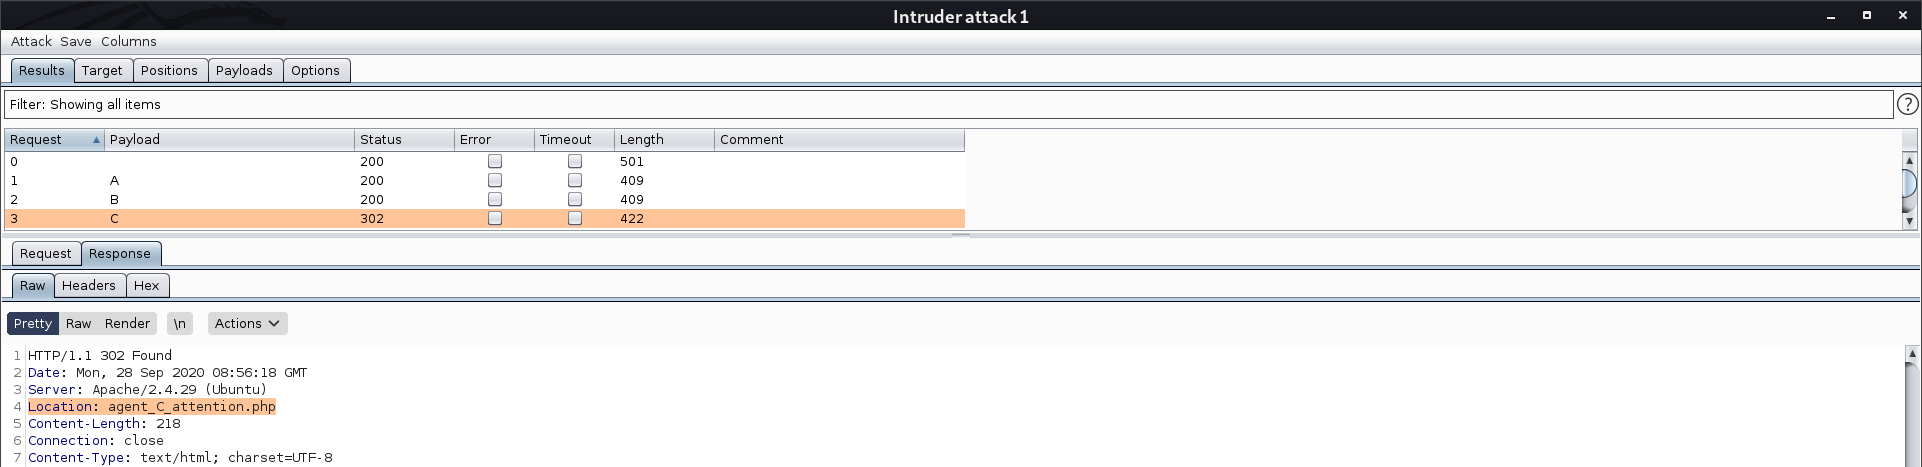 Intruder attack 1
Attack Save Columns
Results Target Positions Payloads Options
Filter: Showing all items ?
Request Payload Status Error Timeout Length Comment
0 200 501
1 A 200 409
2 B 200 409
3 C 302 422
Request Response
Raw Headers Hex
Pretty Raw Render \n Actions
1 HTTP/1.1 302 Found
2 Date: Mon, 28 Sep 2020 08:56:18 GMT
3 Server: Apache/2.4.29 (Ubuntu)
4 Location: agent_C_attention.php
5 Content-Length: 218
6 Connection: close
7 Content-Type: text/html; charset=UTF-8